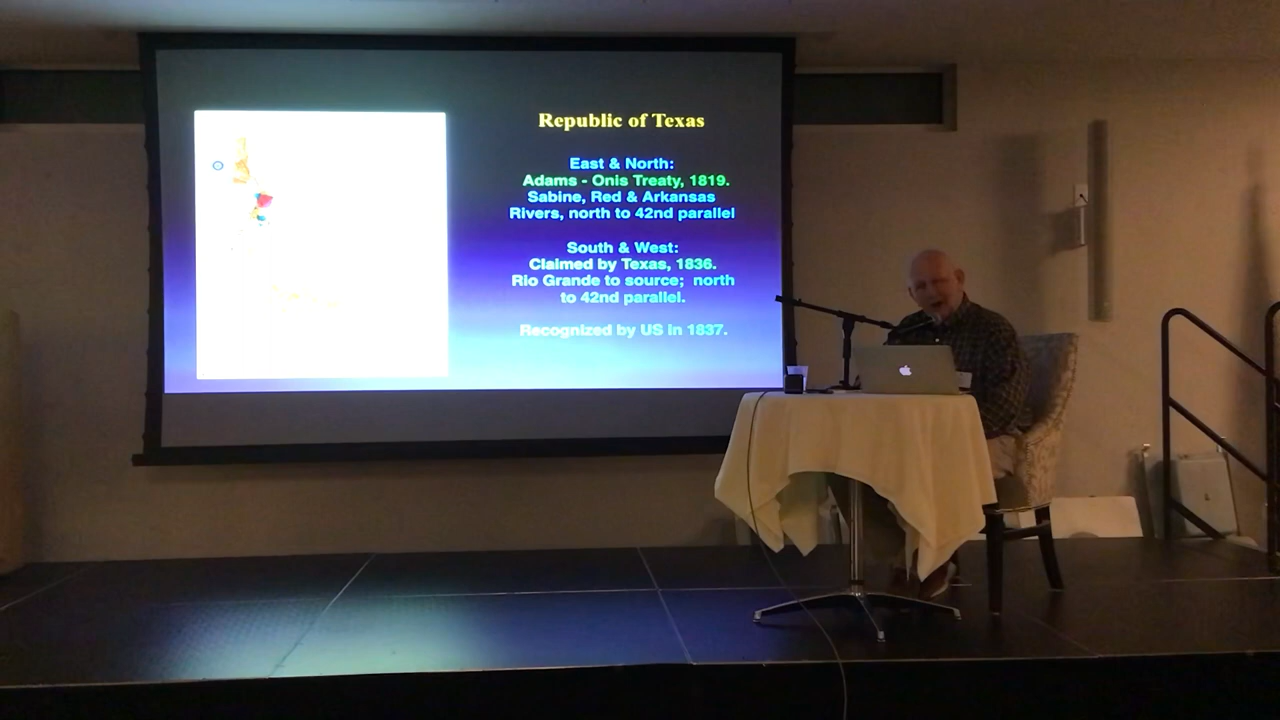 Republic of Texas
East & North:
Adams - Onis Treaty, 1819.
Sabine, Red & Arkansas
Rivers, north to 42nd parallel
South & West:
Claimed by Texas, 1836.
Rio Grande to source; north
to 42nd parallel.
Recognized by US in 1837.